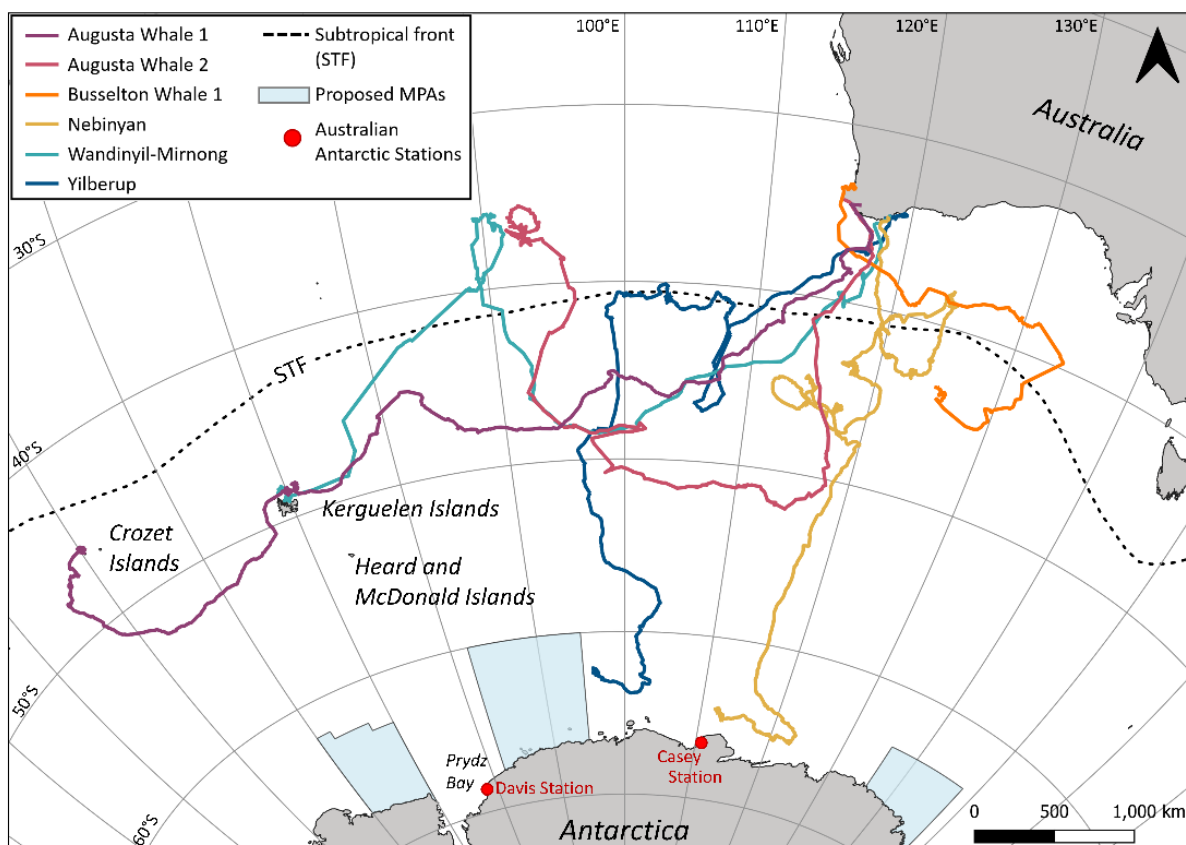 Augusta Whale 1
Augusta Whale 2
Busselton Whale 1
Nebinyan
Wandinyil-Mirnong
Yilberup
Subtropical front
(STF)
Proposed MPAs
Australian
Antarctic Stations
100°E
110°E
120°E
130°E
Australia
30°S
STF
40°S
Kerguelen Islands
Crozet
Islands
Heard and
McDonald Islands
50°S
Prydz
Bay
Davis Station
Casey
Station
60°S
Antarctica
0 500 1,000 km